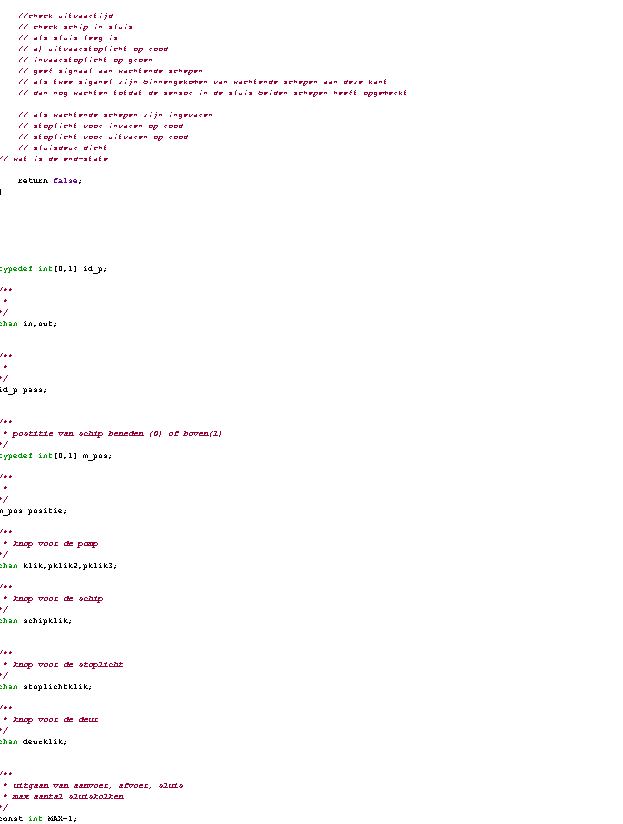 //check uitvaartijd
// check schip in sluis
// als sluis leeg is
// a) uitvaarstoplicht op rood
// invaarstoplicht op groen
// geef signaal aan wachtende schepen
// als twee signael zijn binnengekomen van wachtende schepen aan deze kant
// dan nog wachten totdat de sensor in de sluis beiden schepen heeft opgemerkt
// als wachtende schepen zijn ingevaren
// stoplicht voor invaren op rood
// stoplicht voor uitvaren op rood
// sluisdeur dicht
// wat is de end-state
return false;
}
typedef int[0,1] id_p;
/**
*
*/
chan in,out;
/**
*
*/
id_p pass;
/**
* postitie van schip beneden (0) of boven(1)
*/
typedef int[0,1] m_pos;
/**
*
*/
m_pos positie;
/**
* knop voor de pomp
*/
chan klik,pklik2,pklik3;
/**
* knop voor de schip
*/
chan schipklik;
/**
* knop voor de stoplicht
*/
chan stoplichtklik;
/**
* knop voor de deur
*/
chan deurklik;
/**
* uitgaan van aanvoer, afvoer, sluis
* max aantal sluiskolken
*/
const int MAX=1;